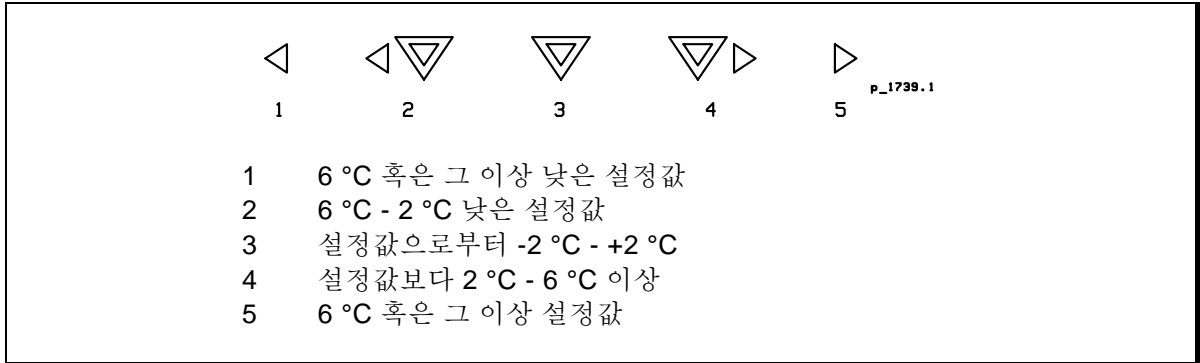 p_1739.1
1 2 3 4 5
1 6 °C 혹은 그 이상 낮은 설정값
2 6 °C - 2 °C 낮은 설정값
3 설정값으로부터 -2 °C - +2 °C
4 설정값보다 2 °C - 6 °C 이상
5 6 °C 혹은 그 이상 설정값